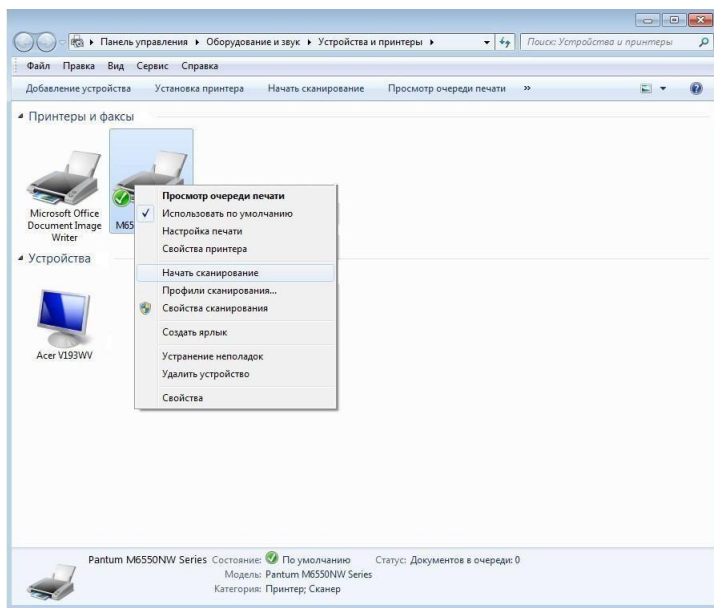 Панель управления ▸ Оборудование и звук ▸ Устройства и принтеры ▸
Поиск: Устройства и принтеры
Файл Правка Вид Сервис Справка
Добавление устройства Установка принтера Начать сканирование Просмотр очереди печати »
Принтеры и факсы
Microsoft Office
Document Image
Writer
M65
Просмотр очереди печати
Использовать по умолчанию
Настройка печати
Свойства принтера
Начать сканирование
Профили сканирования...
Свойства сканирования
Создать ярлык
Устранение неполадок
Удалить устройство
Свойства
Устройства
Acer V193WV
Pantum M6550NW Series Состояние: По умолчанию Статус: Документов в очереди: 0
Модель: Pantum M6550NW Series
Категория: Принтер; Сканер